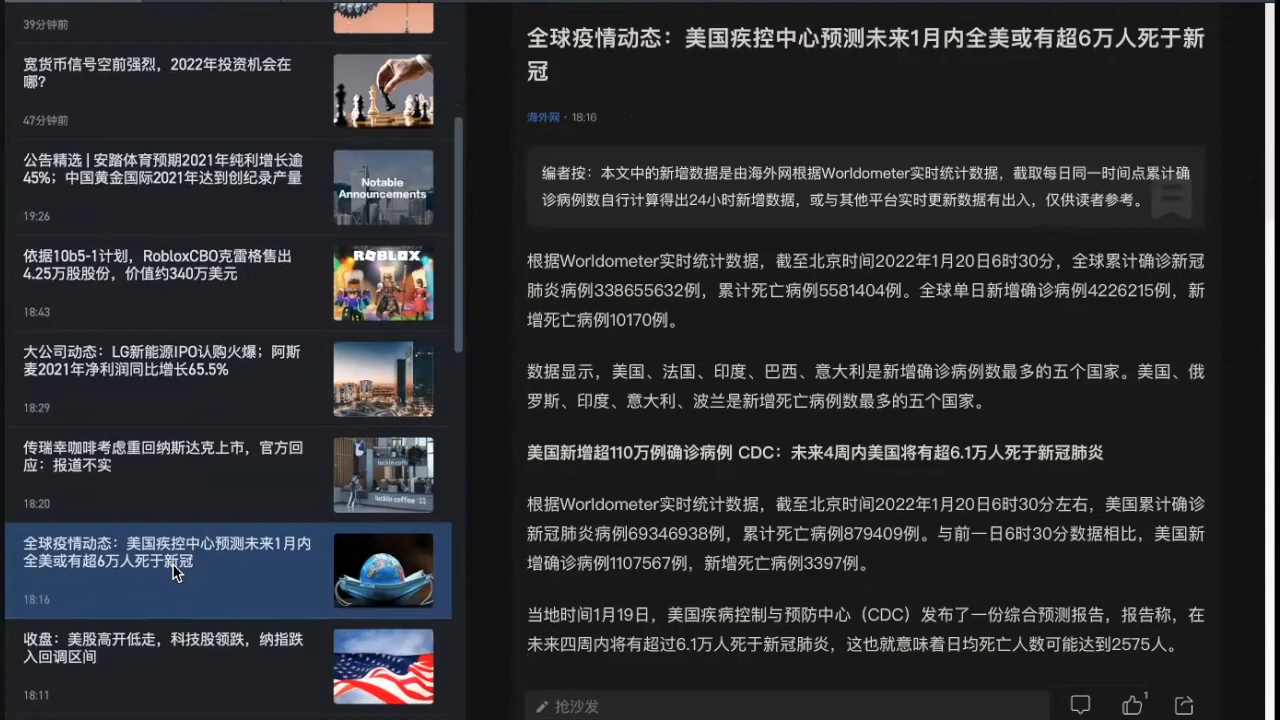 39分钟前
宽货币信号空前强烈，2022年投资机会在
哪？
47分钟前
公告精选 | 安踏体育预期2021年纯利增长逾
45%；中国黄金国际2021年达到创纪录产量
19:26
Notable
Announcements
依据10b5-1计划，RobloxCBO克雷格售出
4.25万股股份，价值约340万美元
18:43
ROBLOX
大公司动态：LG新能源IPO认购火爆；阿斯
麦2021年净利润同比增长65.5%
18:29
传瑞幸咖啡考虑重回纳斯达克上市，官方回
应：报道不实
18:20
luckin coffee
全球疫情动态：美国疾控中心预测未来1月内
全美或有超6万人死于新冠
18:16
收盘：美股高开低走，科技股领跌，纳指跌
入回调区间
18:11
全球疫情动态：美国疾控中心预测未来1月内全美或有超6万人死于新
冠
海外网 · 18:16
编者按：本文中的新增数据是由海外网根据Worldometer实时统计数据，截取每日同一时间点累计确
诊病例数自行计算得出24小时新增数据，或与其他平台实时更新数据有出入，仅供读者参考。
根据Worldometer实时统计数据，截至北京时间2022年1月20日6时30分，全球累计确诊新冠
肺炎病例338655632例，累计死亡病例5581404例。全球单日新增确诊病例4226215例，新
增死亡病例10170例。
数据显示，美国、法国、印度、巴西、意大利是新增确诊病例数最多的五个国家。美国、俄
罗斯、印度、意大利、波兰是新增死亡病例数最多的五个国家。
美国新增超110万例确诊病例 CDC：未来4周内美国将有超6.1万人死于新冠肺炎
根据Worldometer实时统计数据，截至北京时间2022年1月20日6时30分左右，美国累计确诊
新冠肺炎病例69346938例，累计死亡病例879409例。与前一日6时30分数据相比，美国新
增确诊病例1107567例，新增死亡病例3397例。
当地时间1月19日，美国疾病控制与预防中心（CDC）发布了一份综合预测报告，报告称，在
未来四周内将有超过6.1万人死于新冠肺炎，这也就意味着日均死亡人数可能达到2575人。
抢沙发
1